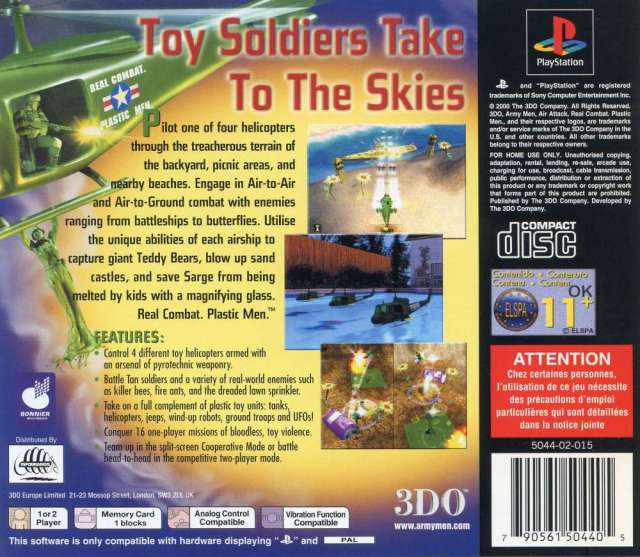 Toy Soldiers Take
To The Skies
REAL COMBAT.
PLASTIC MEN.
Pilot one of four helicopters
through the treacherous terrain of
the backyard, picnic areas, and
nearby beaches. Engage in Air-to-Air
and Air-to-Ground combat with enemies
ranging from battleships to butterflies. Utilise
the unique abilities of each airship to
capture giant Teddy Bears, blow up sand
castles, and save Sarge from being
melted by kids with a magnifying glass.
Real Combat. Plastic Men.™
FEATURES:
• Control 4 different toy helicopters armed with
an arsenal of pyrotechnic weaponry.
• Battle Tan soldiers and a variety of real-world enemies such
as killer bees, fire ants, and the dreaded lawn sprinkler.
• Take on a full complement of plastic toy units: tanks,
helicopters, jeeps, wind-up robots, ground troops and UFOs!
• Conquer 16 one-player missions of bloodless, toy violence.
• Team up in the split-screen Cooperative Mode or battle
head-to-head in the competitive two-player mode.
BONNIER
MULTIMEDIA
Distributed By
3DO Europe Limited 21-23 Mossop Street, London, SW3 2LY, UK
3DO™
www.armymen.com
1 or 2
Player
Memory Card
1 blocks
Analog Control
Compatible
Vibration Function
Compatible
This software is only compatible with hardware displaying " " and PAL
PlayStation
and "PlayStation" are registered
trademarks of Sony Computer Entertainment Inc.
© 2000 The 3DO Company. All Rights Reserved.
3DO, Army Men, Air Attack, Real Combat. Plastic
Men., and their respective logos, are trademarks
and/or service marks of The 3DO Company in the
U.S. and other countries. All other trademarks
belong to their respective owners.
FOR HOME USE ONLY. Unauthorised copying,
adaptation, rental, lending, re-sale, arcade use,
charging for use, broadcast, cable transmission,
public performance, distribution or extraction of
this product or any trademark or copyright work
that forms part of this product are prohibited.
Published by The 3DO Company. Developed by
The 3DO Company.
COMPACT
disc
Contenido • Contenuto
Contenu • Content
ELSPA
OK
11+
© ELSPA
ATTENTION
Chez certaines personnes,
l'utilisation de ce jeu nécessite
des précautions d'emploi
particulières qui sont détaillées
dans la notice jointe
5044-02-015
7 90561 50440 5